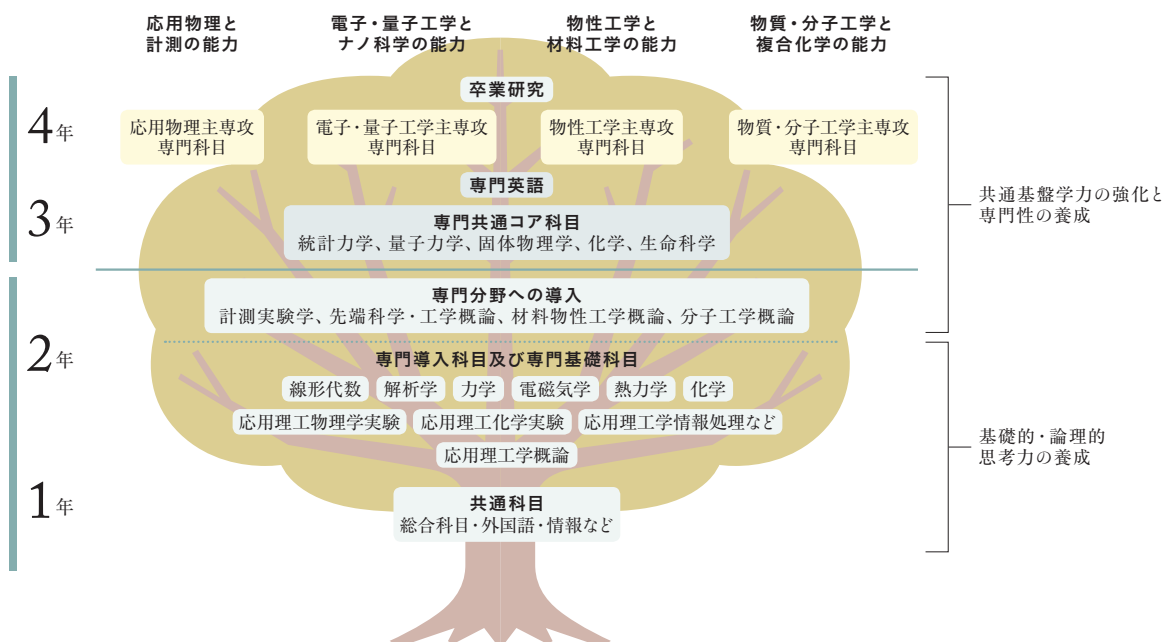 応用物理と
計測の能力
電子・量子工学と
ナノ科学の能力
物性工学と
材料工学の能力
物質・分子工学と
複合化学の能力
4年
卒業研究
応用物理主専攻
専門科目
電子・量子工学主専攻
専門科目
物性工学主専攻
専門科目
物質・分子工学主専攻
専門科目
専門英語
3年
専門共通コア科目
統計力学、量子力学、固体物理学、化学、生命科学
共通基盤学力の強化と
専門性の養成
専門分野への導入
計測実験学、先端科学・工学概論、材料物性工学概論、分子工学概論
2年
専門導入科目及び専門基礎科目
線形代数
解析学
力学
電磁気学
熱力学
化学
応用理工物理学実験
応用理工化学実験
応用理工学情報処理など
応用理工学概論
基礎的・論理的
思考力の養成
1年
共通科目
総合科目・外国語・情報など